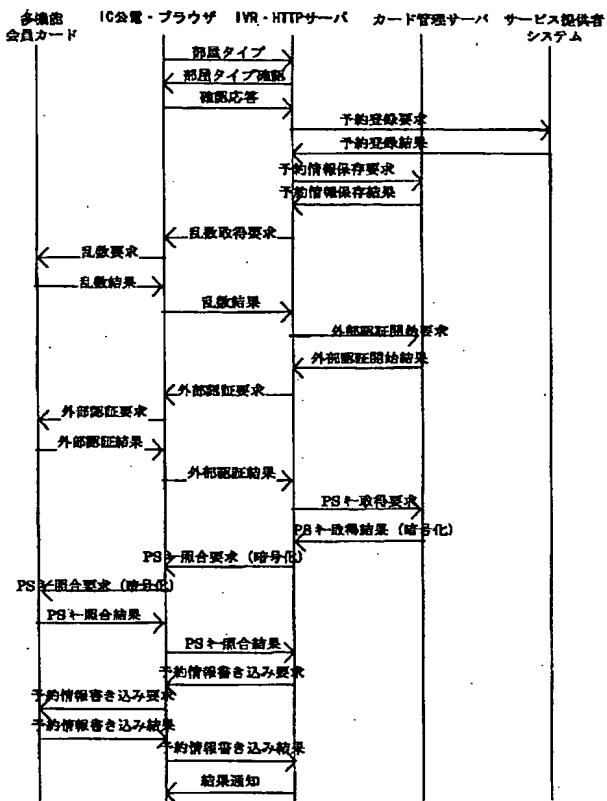 多機能
会員カード
IC公電・ブラウザ
IVR・HTTPサーバ
カード管理サーバ
サービス提供者
システム
部屋タイプ
部屋タイプ確認
確認応答
予約登録要求
予約登録結果
予約情報保存要求
予約情報保存結果
乱数取得要求
乱数要求
乱数結果
乱数結果
外部認証開始要求
外部認証開始結果
外部認証要求
外部認証要求
外部認証結果
外部認証結果
PSキー取得要求
PSキー取得結果（暗号化）
PSキー照合要求（暗号化）
PSキー照合要求（暗号化）
PSキー照合結果
PSキー照合結果
予約情報書き込み要求
予約情報書き込み要求
予約情報書き込み結果
予約情報書き込み結果
結果通知